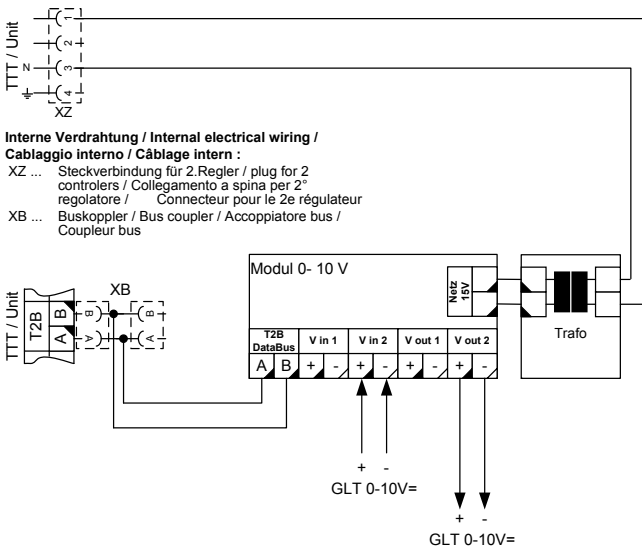 TTT / Unit
1
2
N 3
4
XZ
Interne Verdrahtung / Internal electrical wiring /
Cablaggio interno / Câblage intern :
XZ ... Steckverbindung für 2.Regler / plug for 2
controlers / Collegamento a spina per 2°
regolatore / Connecteur pour le 2e régulateur
XB ... Buskoppler / Bus coupler / Accoppiatore bus /
Coupleur bus
TTT / Unit
T2B
B
A
XB
B B
A A
Modul 0- 10 V
Netz
15V
T2B
DataBus
V in 1 V in 2 V out 1 V out 2
A B + - + - + - + -
Trafo
+ -
GLT 0-10V=
+ -
GLT 0-10V=